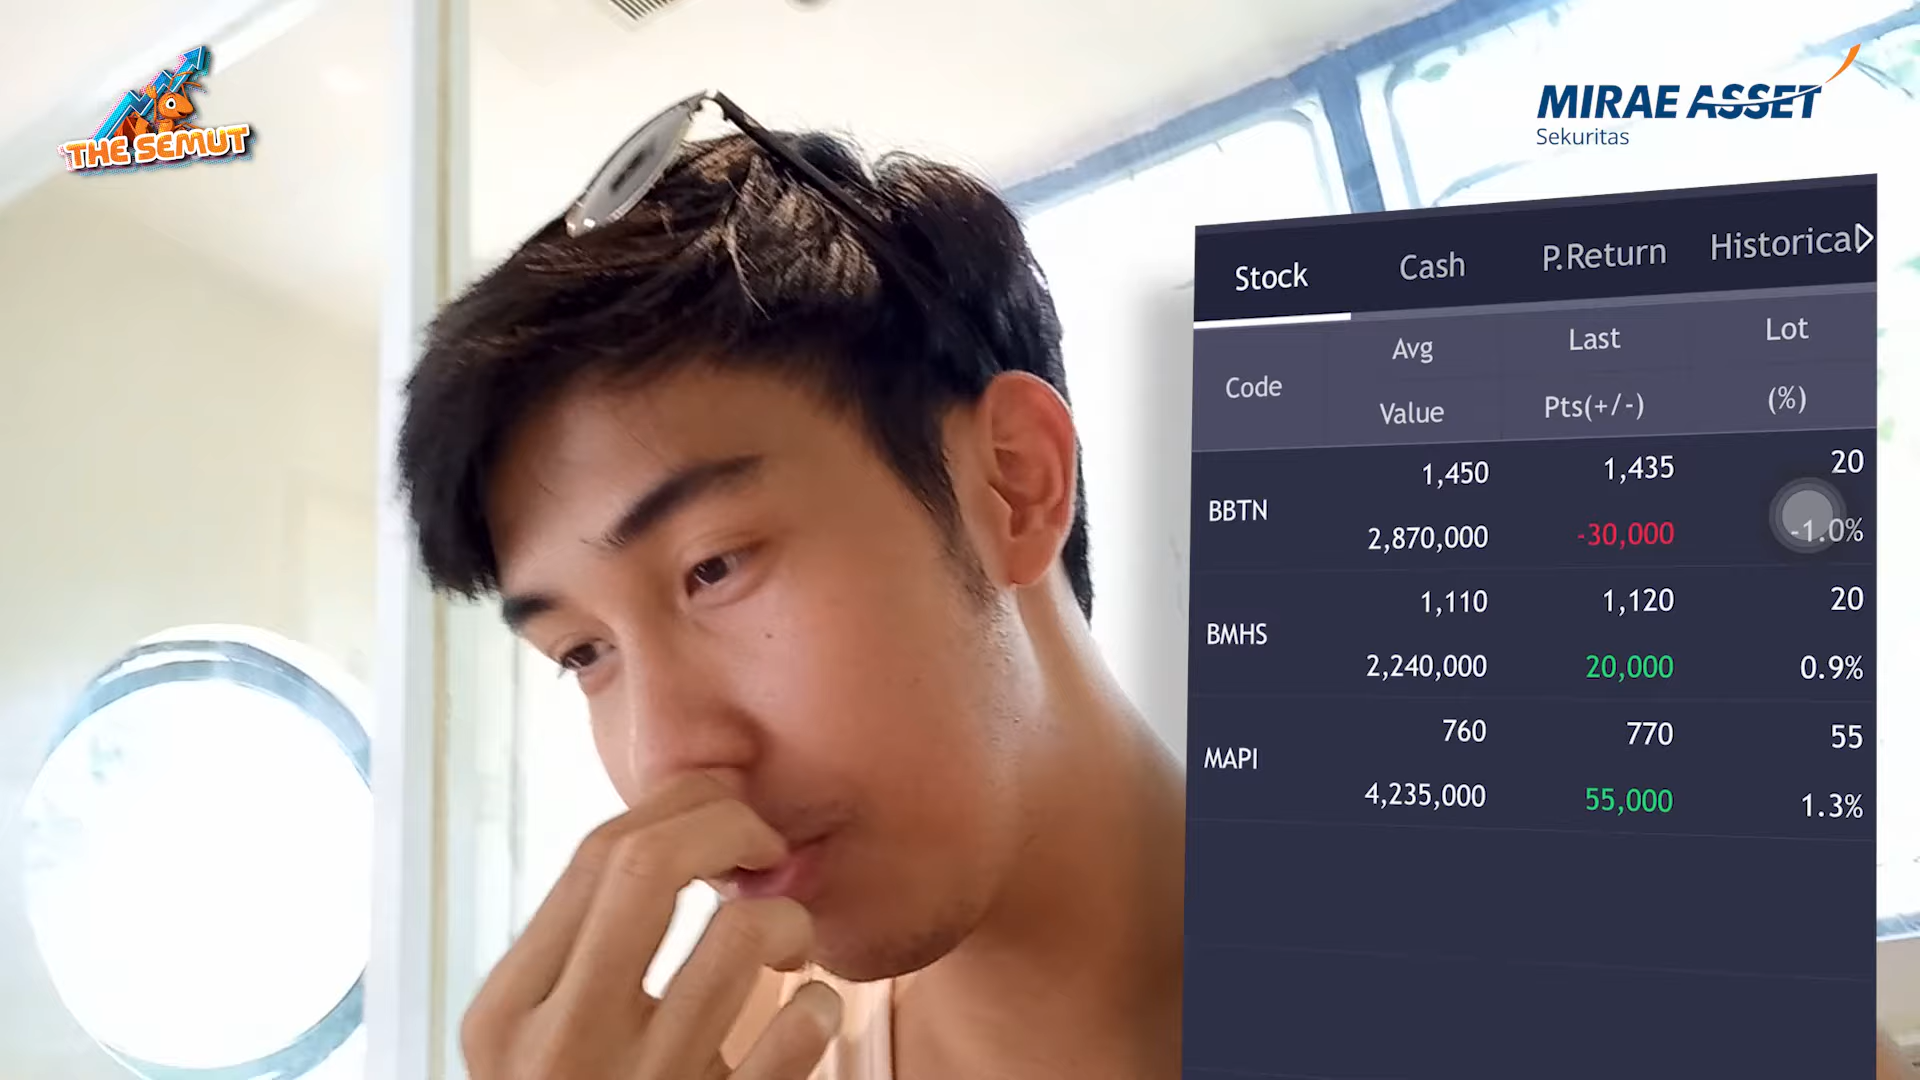 THE SEMUT
MIRAE ASSET
Sekuritas
Stock Cash P.Return Historica
Code Avg Last Lot
Value Pts(+/-) (%)
BBTN 1,450 1,435 20
2,870,000 -30,000 -1.0%
BMHS 1,110 1,120 20
2,240,000 20,000 0.9%
MAPI 760 770 55
4,235,000 55,000 1.3%